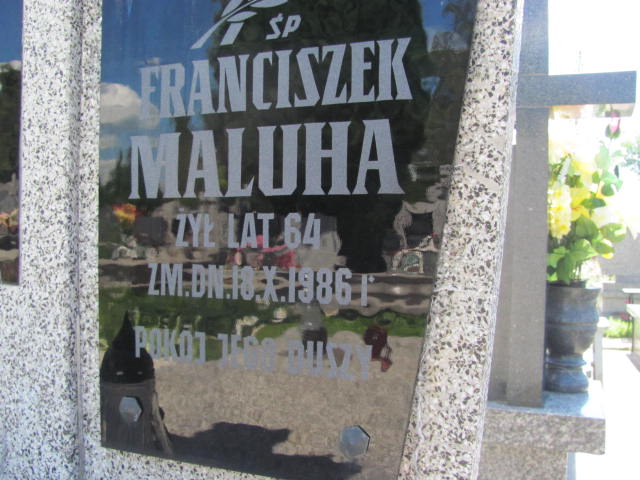 ŚP
FRANCISZEK
MALUHA
ŻYŁ LAT 64
ZM.DN.18.X.1986 r
POKÓJ JEGO DUSZY